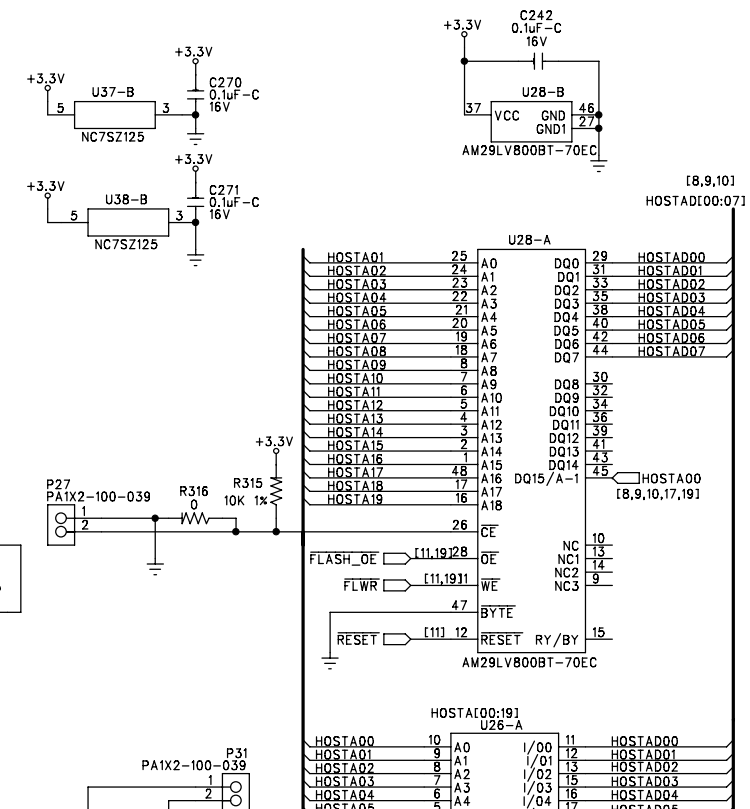 C242
0.1uF-C
16V
+3.3V
U28-B
37 VCC GND 46
GND1 27
AM29LV800BT-70EC
+3.3V
+3.3V
U37-B
C270
0.1uF-C
16V
5 3
NC7SZ125
+3.3V
+3.3V
U38-B
C271
0.1uF-C
16V
5 3
NC7SZ125
[8,9,10]
HOSTAD[00:07]
U28-A
HOSTA01 25 A0 DQ0 29 HOSTAD00
HOSTA02 24 A1 DQ1 31 HOSTAD01
HOSTA03 23 A2 DQ2 33 HOSTAD02
HOSTA04 22 A3 DQ3 35 HOSTAD03
HOSTA05 21 A4 DQ4 38 HOSTAD04
HOSTA06 20 A5 DQ5 40 HOSTAD05
HOSTA07 19 A6 DQ6 42 HOSTAD06
HOSTA08 18 A7 DQ7 44 HOSTAD07
HOSTA09 8 A8
HOSTA10 7 A9 DQ8 30
HOSTA11 6 A10 DQ9 32
HOSTA12 5 A11 DQ10 34
HOSTA13 4 A12 DQ11 36
HOSTA14 3 A13 DQ12 39
HOSTA15 2 A14 DQ13 41
HOSTA16 1 A15 DQ14 43
HOSTA17 48 A16 DQ15/A-1 45 HOSTA00
HOSTA18 17 A17 [8,9,10,17,19]
HOSTA19 16 A18
+3.3V
P27
PA1X2-100-039
R316
0
R315
10K 1%
1
2
26 CE
NC 10
FLASH_OE [11,19] 28 OE NC1 13
NC2 14
FLWR [11,19] 11 WE NC3 9
47 BYTE
RESET [11] 12 RESET RY/BY 15
AM29LV800BT-70EC
HOSTA[00:19]
U26-A
HOSTA00 10 A0 I/O0 11 HOSTAD00
HOSTA01 9 A1 I/O1 12 HOSTAD01
HOSTA02 8 A2 I/O2 13 HOSTAD02
HOSTA03 7 A3 I/O3 15 HOSTAD03
HOSTA04 6 A4 I/O4 16 HOSTAD04
HOSTA05 5 17 HOSTAD05
P31
PA1X2-100-039
1
2